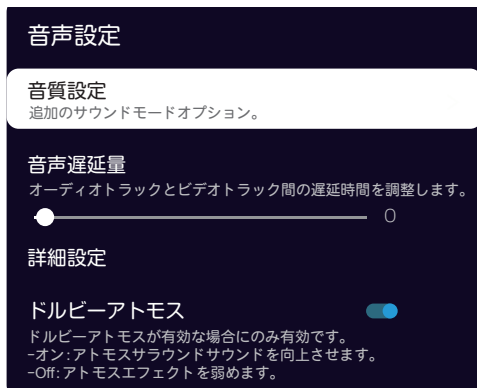 音声設定
音質設定
追加のサウンドモードオプション。
音声遅延量
オーディオトラックとビデオトラック間の遅延時間を調整します。
0
詳細設定
ドルビーアトモス
ドルビーアトモスが有効な場合にのみ有効です。
-オン:アトモスサラウンドサウンドを向上させます。
-Off:アトモスエフェクトを弱めます。